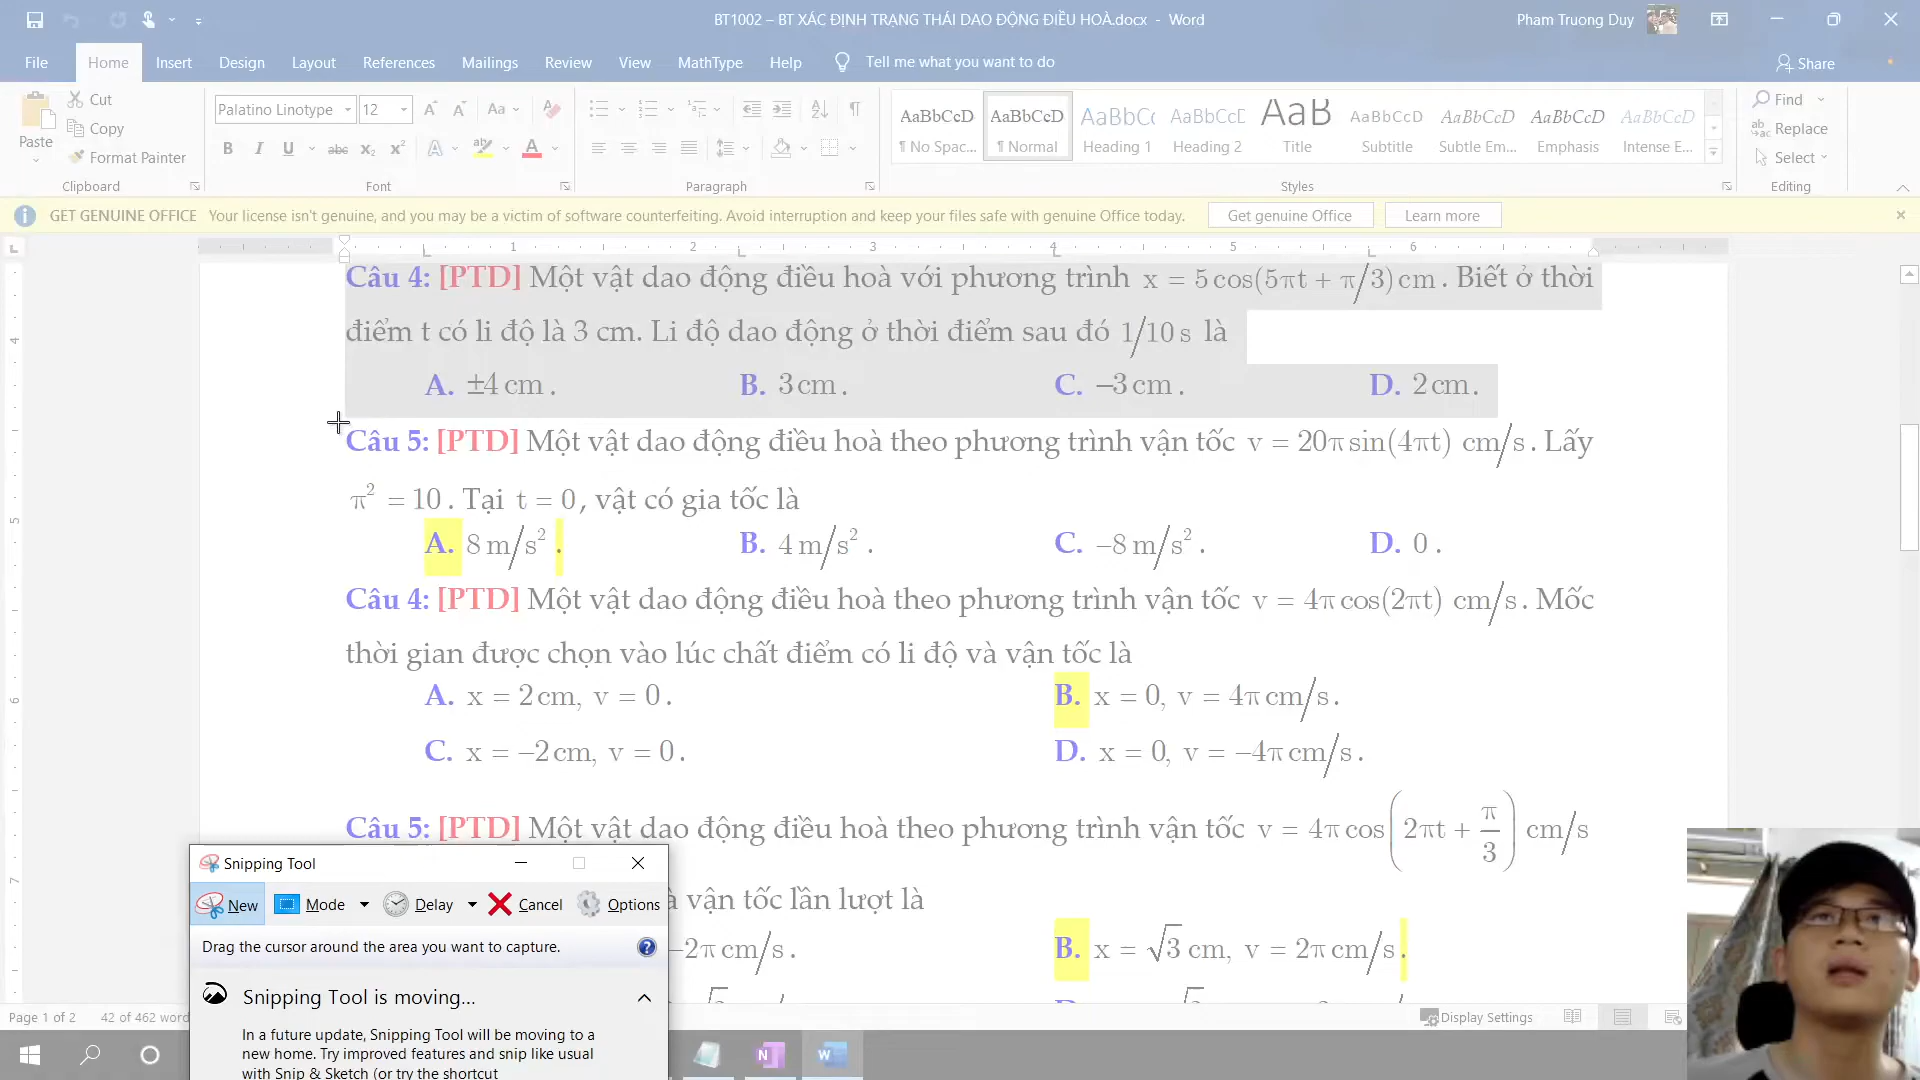 BT1002 – BT XÁC ĐỊNH TRẠNG THÁI DAO ĐỘNG ĐIỀU HOÀ.docx - Word
Pham Truong Duy
File Home Insert Design Layout References Mailings Review View MathType Help Tell me what you want to do Share
Paste Cut Copy Format Painter
Palatino Linotype 12
AaBbCcD AaBbCcD AaBbCc AaBbCcC AaB AaBbCcD AaBbCcD AaBbCcD AaBbCcD
¶ No Spac... ¶ Normal Heading 1 Heading 2 Title Subtitle Subtle Em... Emphasis Intense E...
Find Replace Select
Clipboard Font Paragraph Styles Editing
GET GENUINE OFFICE Your license isn't genuine, and you may be a victim of software counterfeiting. Avoid interruption and keep your files safe with genuine Office today. Get genuine Office Learn more
1 2 3 4 5 6
Câu 4: [PTD] Một vật dao động điều hoà với phương trình x = 5cos(5πt + π/3)cm. Biết ở thời
điểm t có li độ là 3 cm. Li độ dao động ở thời điểm sau đó 1/10 s là
A. ±4 cm. B. 3 cm. C. –3 cm. D. 2 cm.
Câu 5: [PTD] Một vật dao động điều hoà theo phương trình vận tốc v = 20π sin(4πt) cm/s. Lấy
π² = 10. Tại t = 0, vật có gia tốc là
A. 8 m/s². B. 4 m/s². C. –8 m/s². D. 0.
Câu 4: [PTD] Một vật dao động điều hoà theo phương trình vận tốc v = 4π cos(2πt) cm/s. Mốc
thời gian được chọn vào lúc chất điểm có li độ và vận tốc là
A. x = 2 cm, v = 0. B. x = 0, v = 4π cm/s.
C. x = –2 cm, v = 0. D. x = 0, v = –4π cm/s.
Câu 5: [PTD] Một vật dao động điều hoà theo phương trình vận tốc v = 4π cos(2πt + π/3) cm/s
vận tốc lần lượt là
–2π cm/s. B. x = √3 cm, v = 2π cm/s.
Snipping Tool
New Mode Delay Cancel Options
Drag the cursor around the area you want to capture.
Snipping Tool is moving...
In a future update, Snipping Tool will be moving to a
new home. Try improved features and snip like usual
with Snip & Sketch (or try the shortcut
Page 1 of 2 42 of 462 word Display Settings